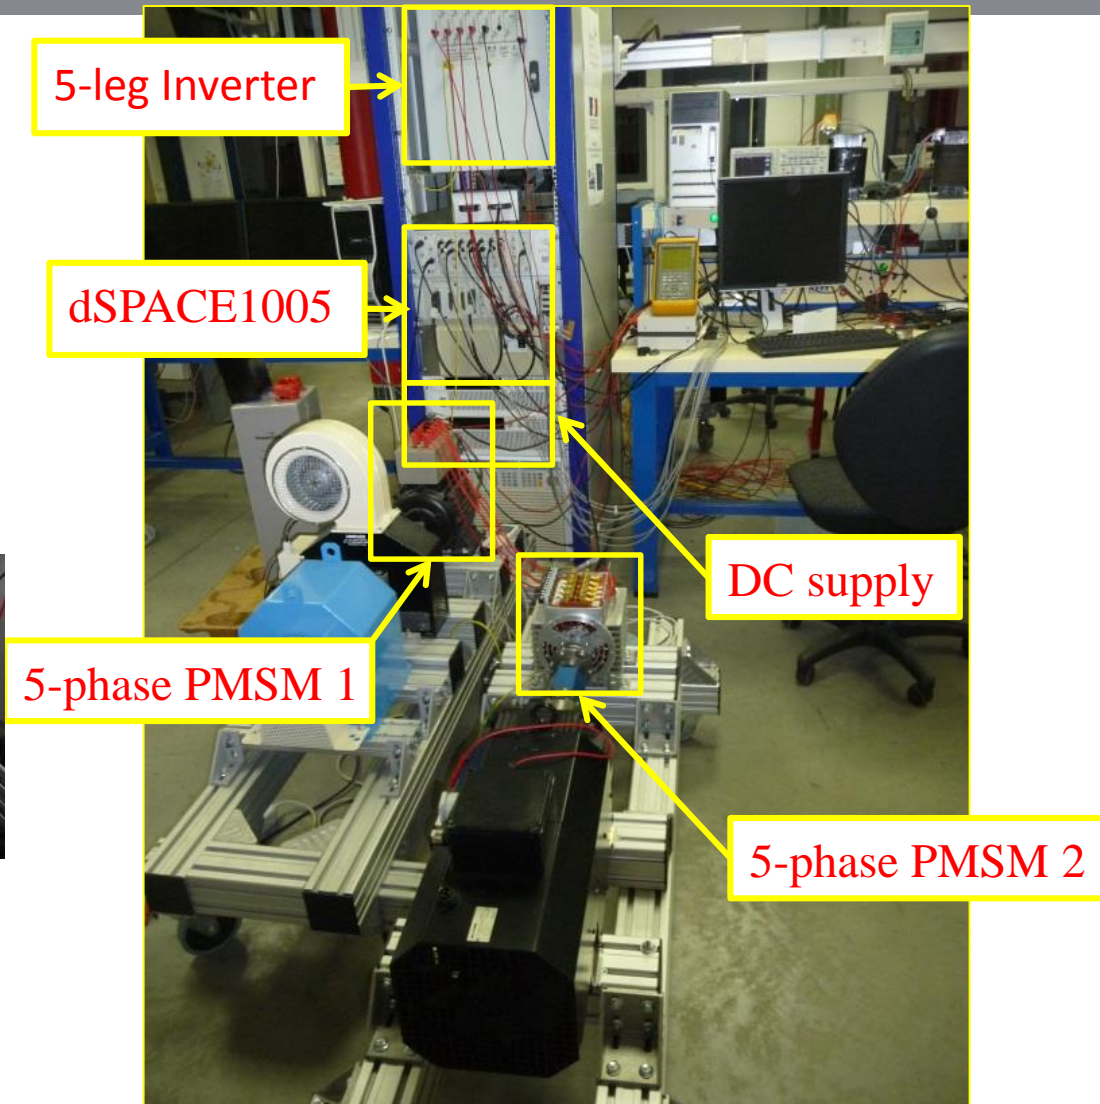 5-leg Inverter
dSPACE1005
DC supply
5-phase PMSM 1
5-phase PMSM 2